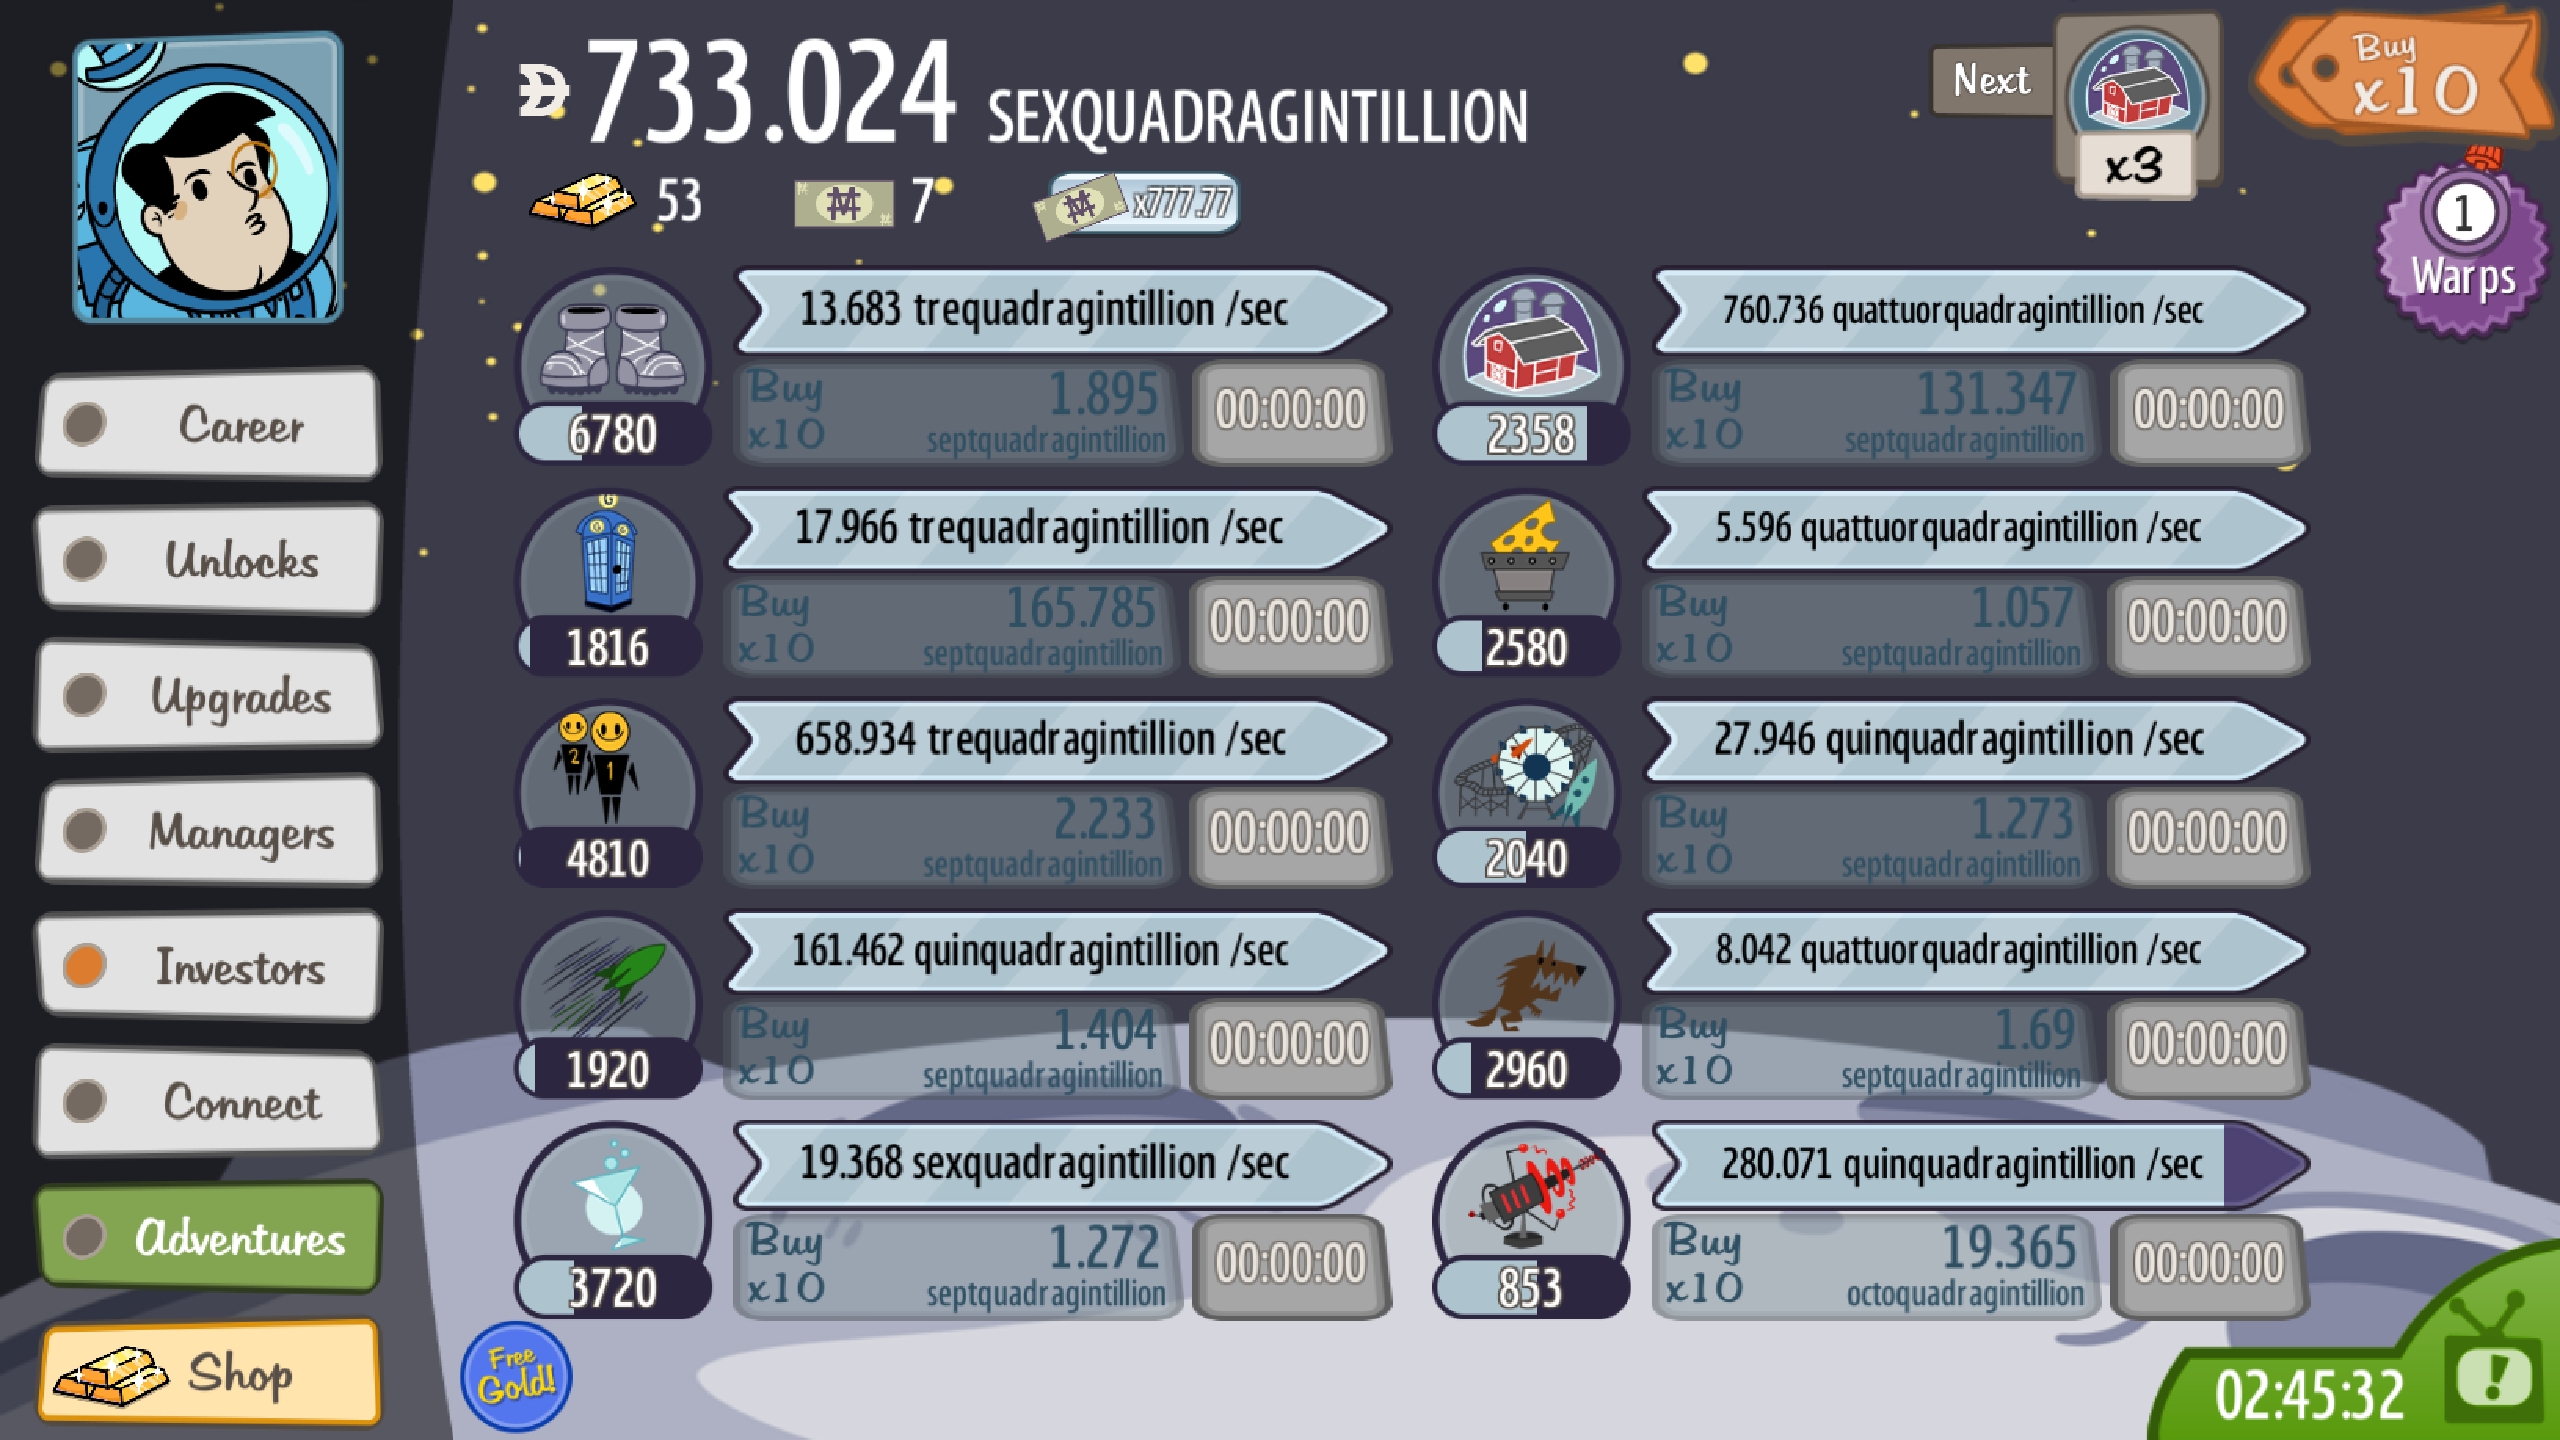 733.024 SEXQUADRAGINTILLION
Next
x3
Buy
x10
53
7
x777.77
1
Warps
13.683 trequadragintillion /sec
Buy
x10
1.895
septquadragintillion
00:00:00
6780
760.736 quattuorquadragintillion /sec
Buy
x10
131.347
septquadragintillion
00:00:00
2358
17.966 trequadragintillion /sec
Buy
x10
165.785
septquadragintillion
00:00:00
1816
5.596 quattuorquadragintillion /sec
Buy
x10
1.057
septquadragintillion
00:00:00
2580
2
1
658.934 trequadragintillion /sec
Buy
x10
2.233
septquadragintillion
00:00:00
4810
27.946 quinquadragintillion /sec
Buy
x10
1.273
septquadragintillion
00:00:00
2040
161.462 quinquadragintillion /sec
Buy
x10
1.404
septquadragintillion
00:00:00
1920
8.042 quattuorquadragintillion /sec
Buy
x10
1.69
septquadragintillion
00:00:00
2960
19.368 sexquadragintillion /sec
Buy
x10
1.272
septquadragintillion
00:00:00
3720
280.071 quinquadragintillion /sec
Buy
x10
19.365
octoquadragintillion
00:00:00
853
Career
Unlocks
Upgrades
Managers
Investors
Connect
Adventures
Shop
Free
Gold!
02:45:32
!